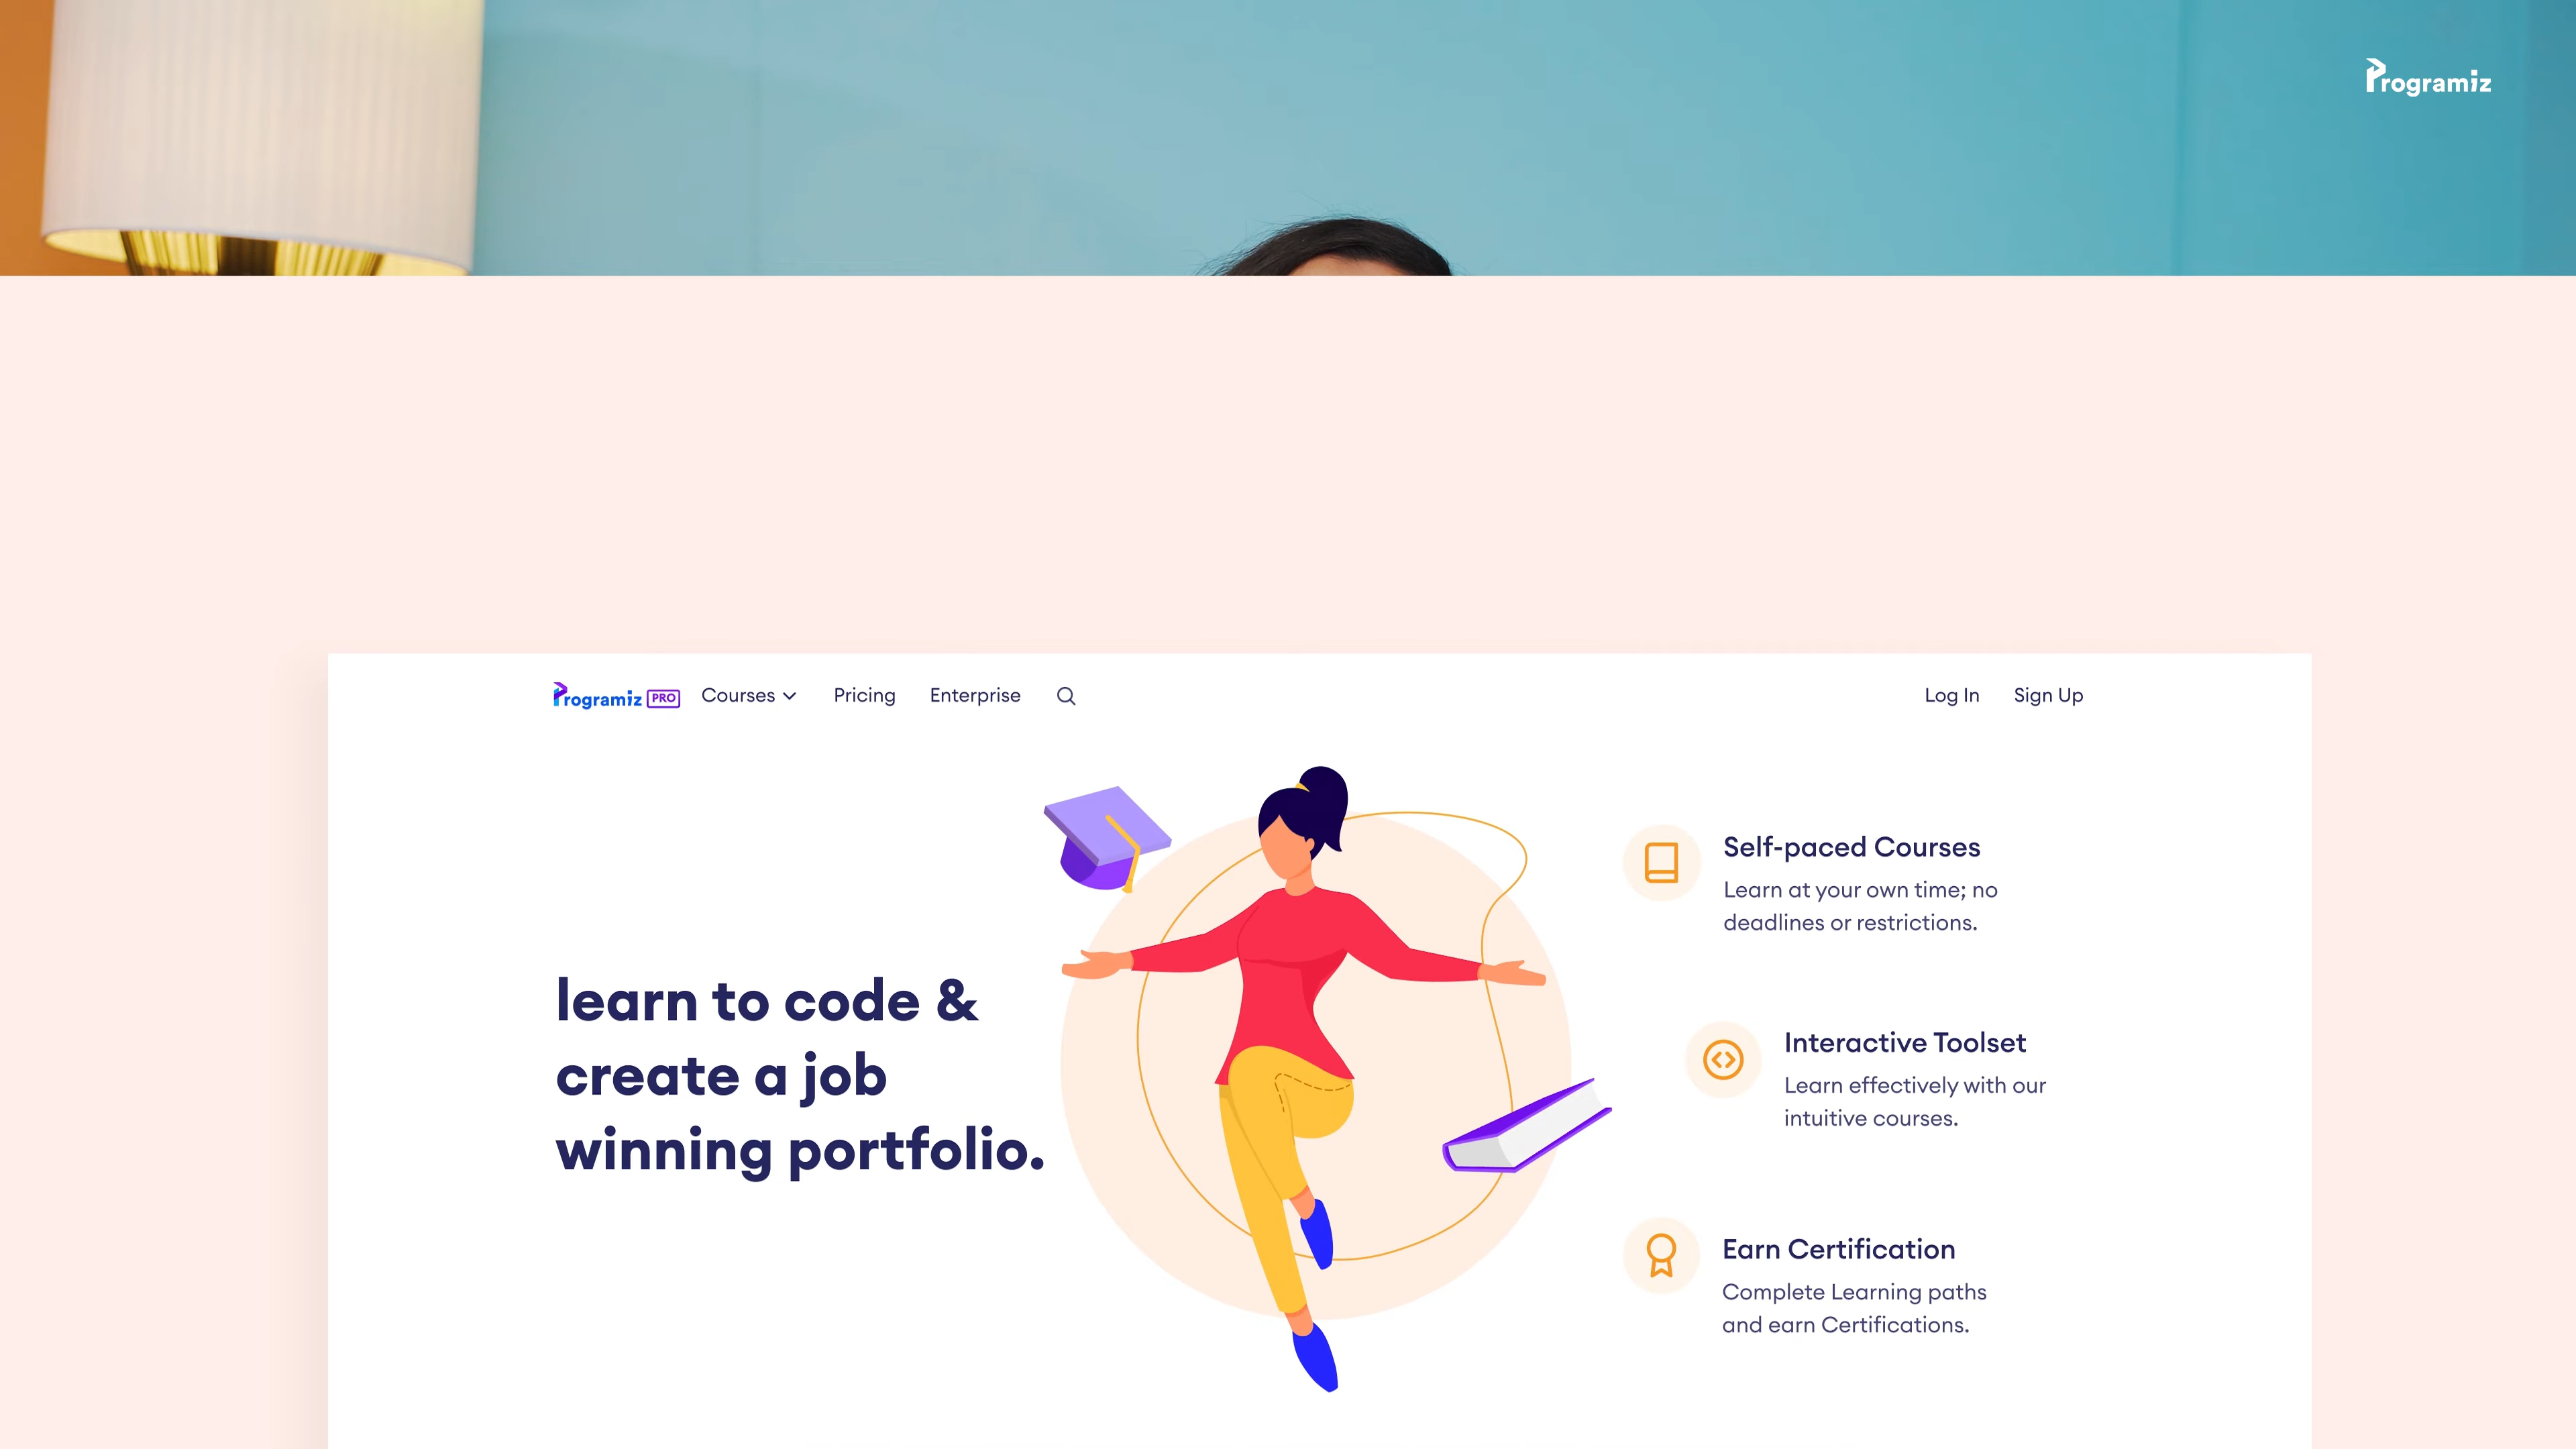 Programiz
Programiz PRO Courses Pricing Enterprise Log In Sign Up
learn to code &
create a job
winning portfolio.
Self-paced Courses
Learn at your own time; no
deadlines or restrictions.
Interactive Toolset
Learn effectively with our
intuitive courses.
Earn Certification
Complete Learning paths
and earn Certifications.